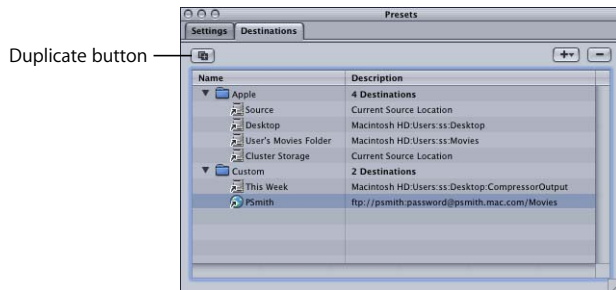 Presets
Settings Destinations
Duplicate button
Name Description
Apple 4 Destinations
Source Current Source Location
Desktop Macintosh HD:Users:ss:Desktop
User's Movies Folder Macintosh HD:Users:ss:Movies
Cluster Storage Current Source Location
Custom 2 Destinations
This Week Macintosh HD:Users:ss:Desktop:CompressorOutput
PSmith ftp://psmith:password@psmith.mac.com/Movies